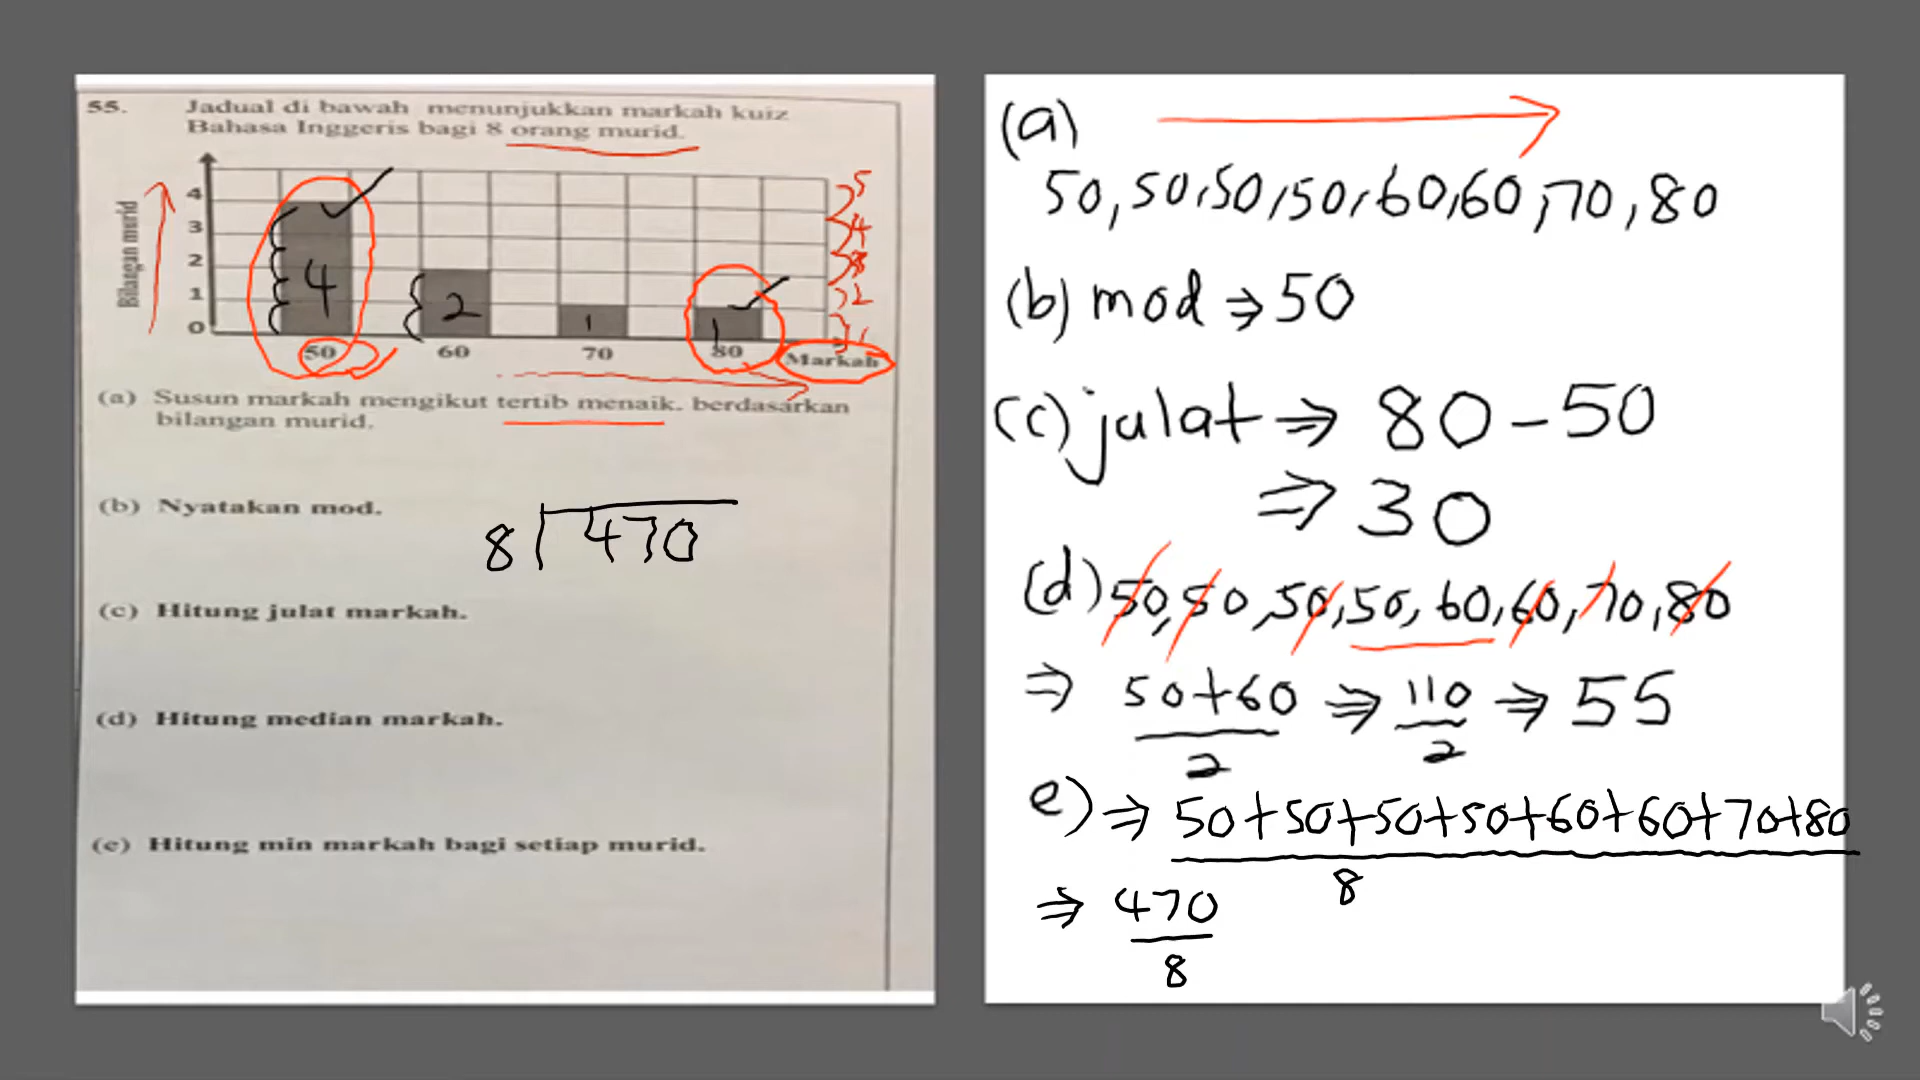 55. Jadual di bawah menunjukkan markah kuiz
Bahasa Inggeris bagi 8 orang murid.
Bilangan murid
4
3
2
1
0
4
2
1
1
5
4
3
2
1
50 60 70 80 Markah
(a) Susun markah mengikut tertib menaik. berdasarkan
bilangan murid.
(b) Nyatakan mod.
8 470
(c) Hitung julat markah.
(d) Hitung median markah.
(e) Hitung min markah bagi setiap murid.
(a)
50, 50, 50, 50, 60, 60, 70, 80
(b) mod ⇒ 50
(c) julat ⇒ 80 - 50
⇒ 30
(d) 50, 50, 50, 50, 60, 60, 70, 80
⇒ 50+60 ⇒ 110 ⇒ 55
2 2
e) ⇒ 50+50+50+50+60+60+70+80
8
⇒ 470
8